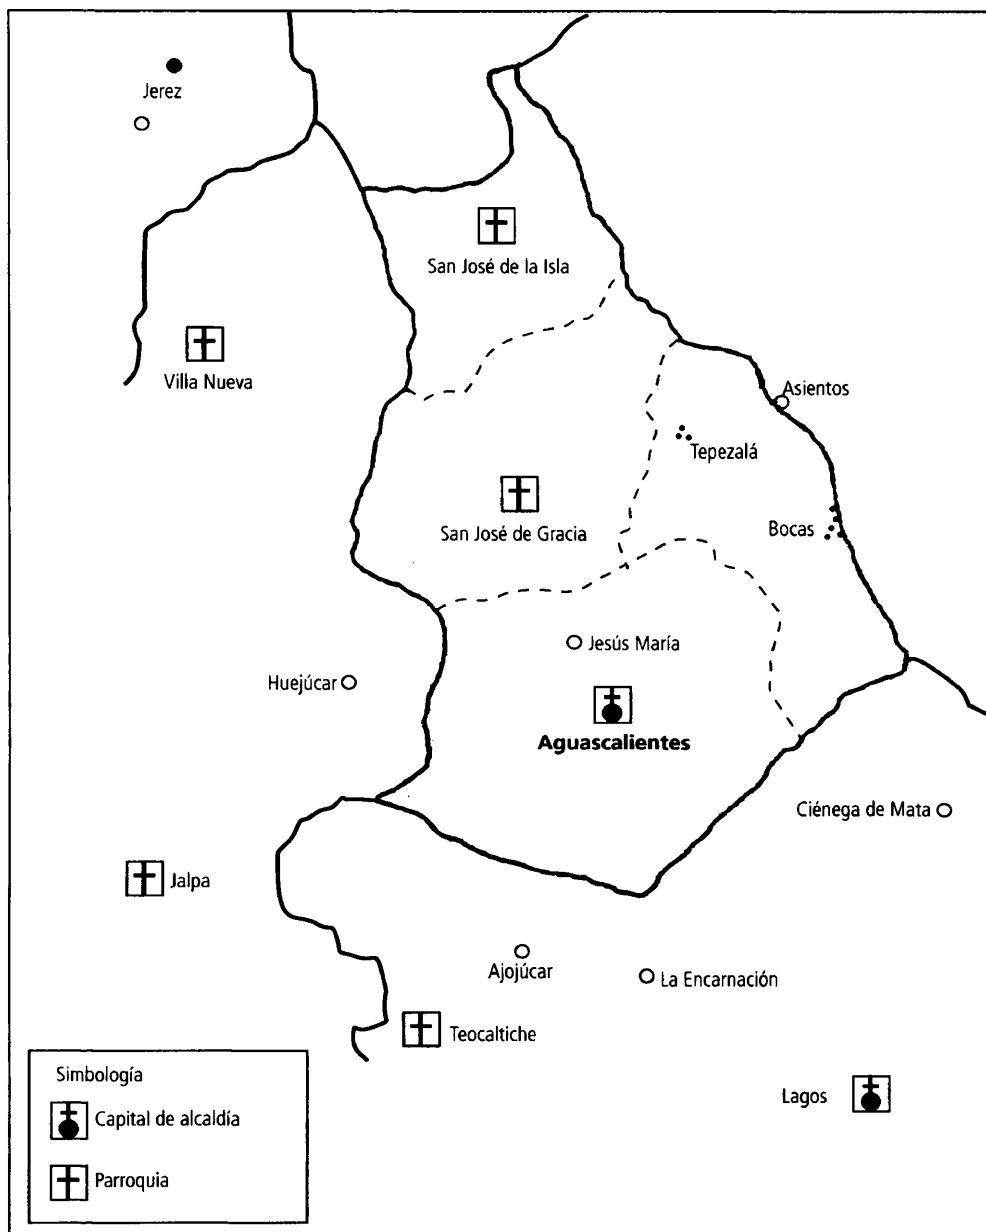 Jerez
San José de la Isla
Villa Nueva
Asientos
Tepezalá
San José de Gracia
Bocas
Jesús María
Huejúcar
Aguascalientes
Ciénega de Mata
Jalpa
Ajojúcar
La Encarnación
Teocaltiche
Lagos
Simbología
Capital de alcaldía
Parroquia